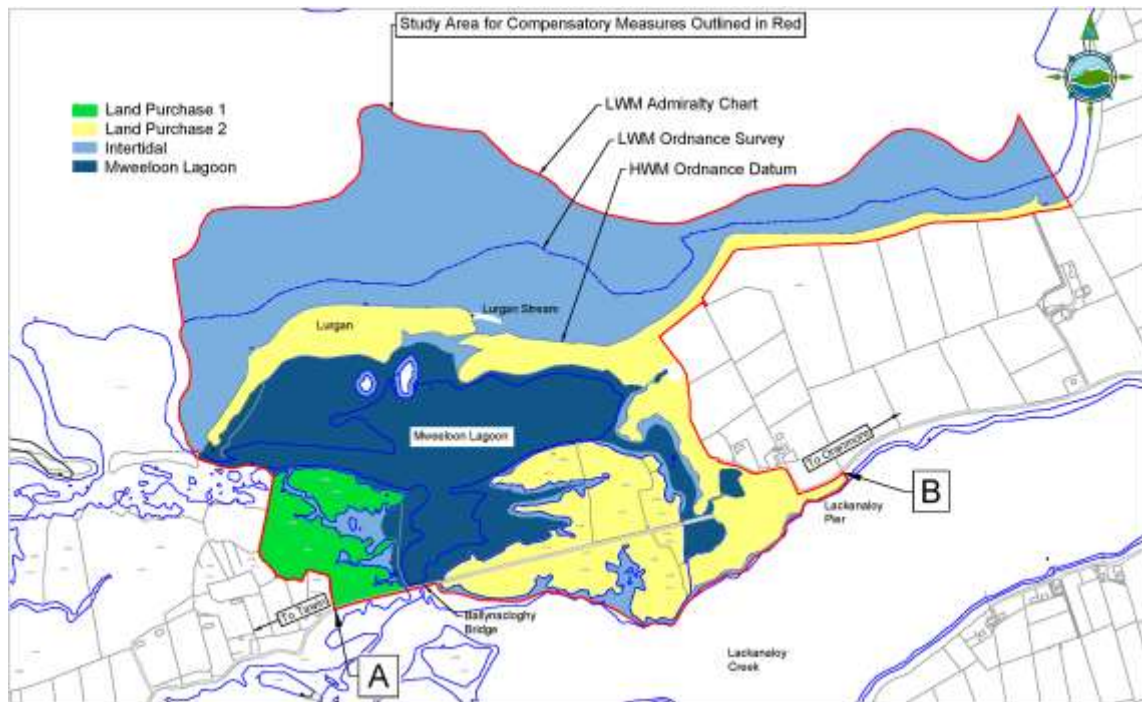 Study Area for Compensatory Measures Outlined in Red
Land Purchase 1
Land Purchase 2
Intertidal
Mweeloon Lagoon
LWM Admiralty Chart
LWM Ordnance Survey
HWM Ordnance Datum
Lurgan
Lurgan Stream
Mweeloon Lagoon
To Oranmore
B
Lackanaloy
Pier
To Tawin
Ballynacloghy
Bridge
A
Lackanaloy
Creek